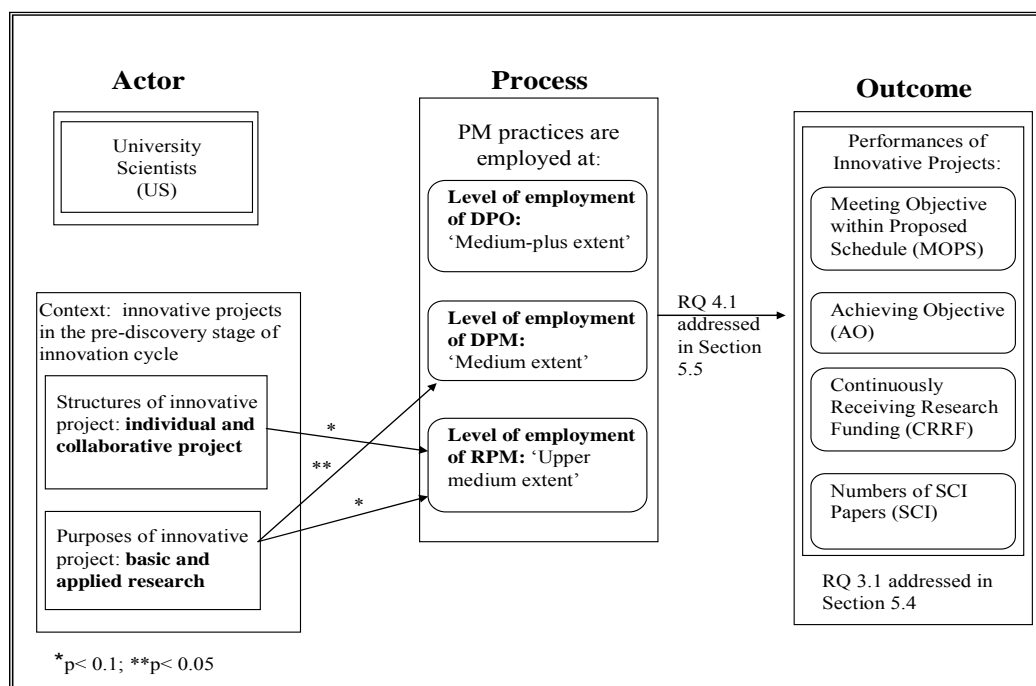 Actor
University
Scientists
(US)
Context: innovative projects
in the pre-discovery stage of
innovation cycle
Structures of innovative
project: individual and
collaborative project
Purposes of innovative
project: basic and
applied research
*p< 0.1; **p< 0.05
*
**
*
Process
PM practices are
employed at:
Level of employment
of DPO:
‘Medium-plus extent’
Level of employment
of DPM:
‘Medium extent’
Level of employment
of RPM: ‘Upper
medium extent’
RQ 4.1
addressed
in Section
5.5
Outcome
Performances of
Innovative Projects:
Meeting Objective
within Proposed
Schedule (MOPS)
Achieving Objective
(AO)
Continuously
Receiving Research
Funding (CRRF)
Numbers of SCI
Papers (SCI)
RQ 3.1 addressed in
Section 5.4